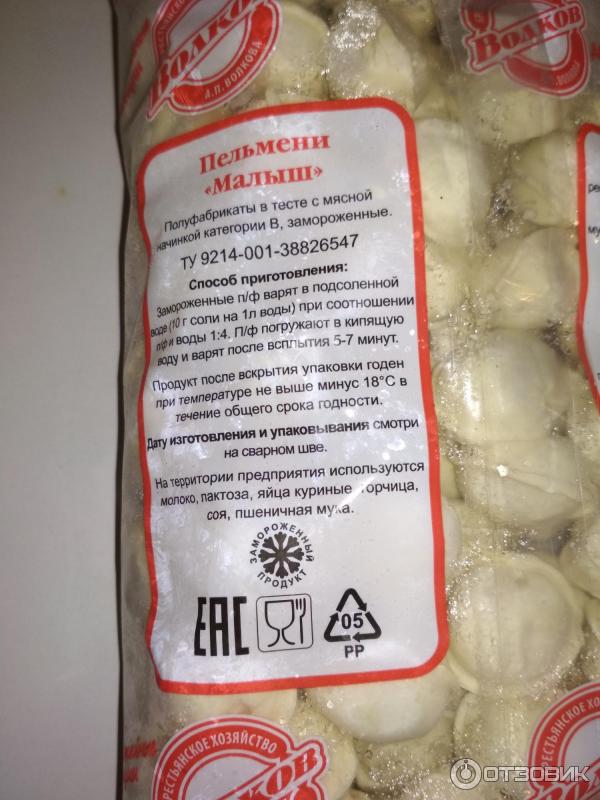 КРЕСТЬЯНСКОЕ
ВОЛКОВ
А.П. ВОЛКОВА
ВОЛКОВ
Пельмени
«Малыш»
Полуфабрикаты в тесте с мясной
начинкой категории В, замороженные.
ТУ 9214-001-38826547
Способ приготовления:
Замороженные п/ф варят в подсоленной
воде (10 г соли на 1л воды) при соотношении
п/ф и воды 1:4. П/ф погружают в кипящую
воду и варят после всплытия 5-7 минут.
Продукт после вскрытия упаковки годен
при температуре не выше минус 18°С в
течение общего срока годности.
Дату изготовления и упаковывания смотри
на сварном шве.
На территории предприятия используются
молоко, лактоза, яйца куриные горчица,
соя, пшеничная мука.
ЗАМОРОЖЕННЫЙ
ПРОДУКТ
ЕАС
05
PP
КРЕСТЬЯНСКОЕ ХОЗЯЙСТВО
ВОЛКОВ
ОТЗОВИК